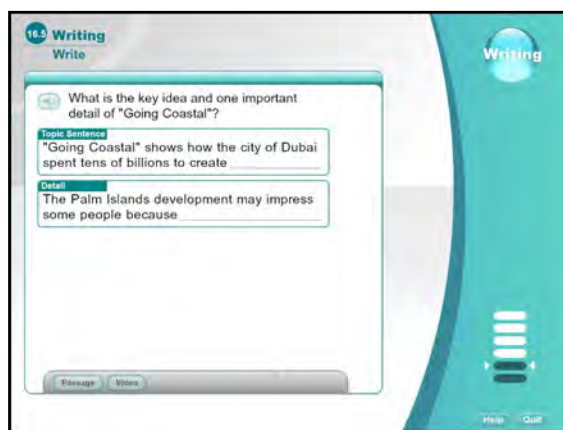 16.5 Writing
Write
Writing
What is the key idea and one important
detail of "Going Coastal"?
Topic Sentence
"Going Coastal" shows how the city of Dubai
spent tens of billions to create
Detail
The Palm Islands development may impress
some people because
Passage Video
Help Quit